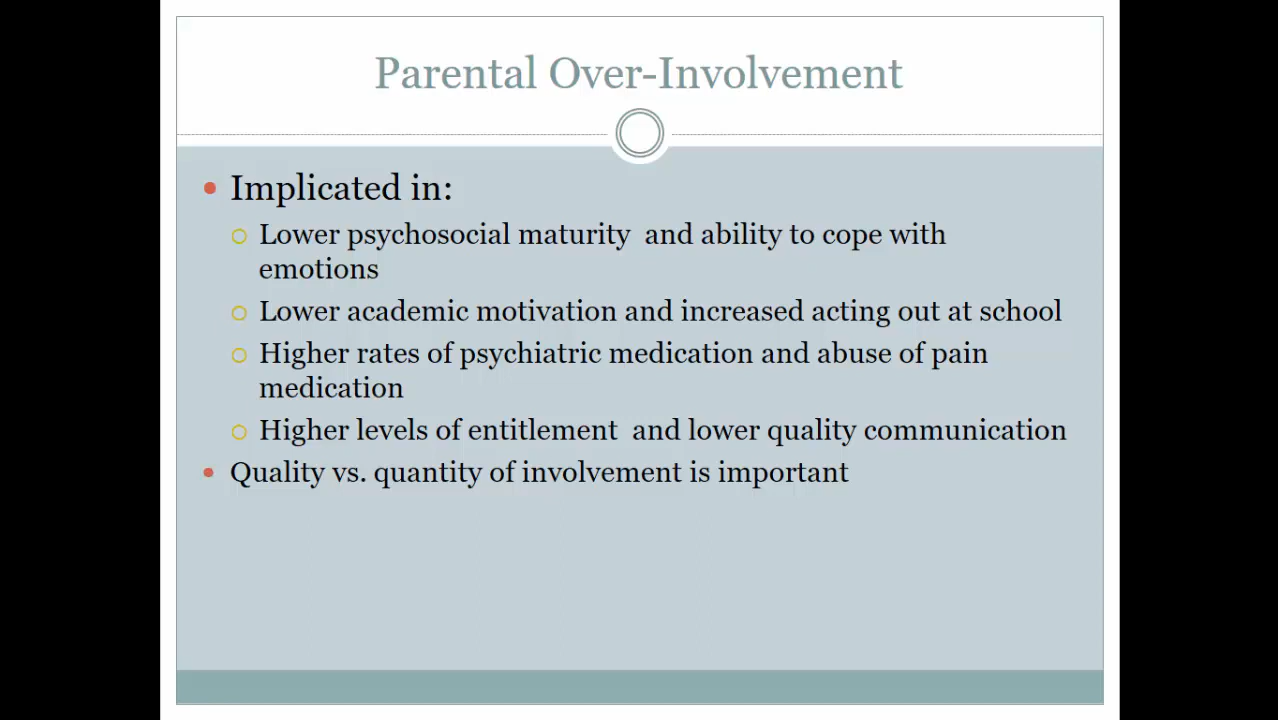 Parental Over-Involvement
Implicated in:
Lower psychosocial maturity  and ability to cope with
emotions
Lower academic motivation and increased acting out at school
Higher rates of psychiatric medication and abuse of pain
medication
Higher levels of entitlement  and lower quality communication
Quality vs. quantity of involvement is important